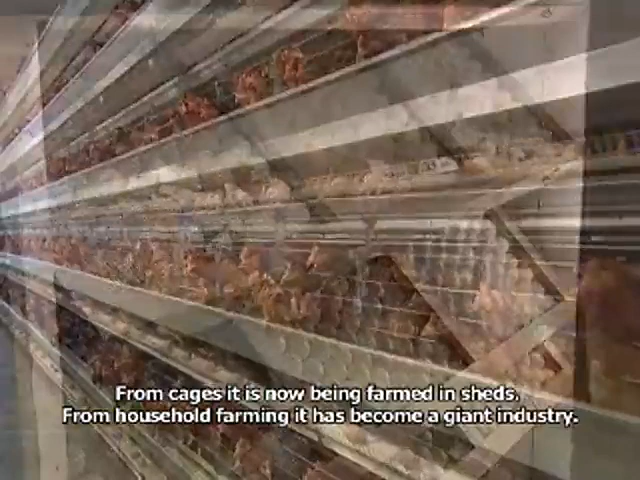 From cages it is now being farmed in sheds.
From household farming it has become a giant industry.